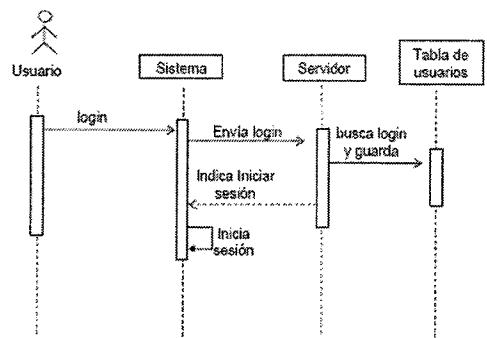 Usuario
Sistema
Servidor
Tabla de
usuarios
login
Envía login
busca login
y guarda
Indica Iniciar
sesión
Inicia
sesión